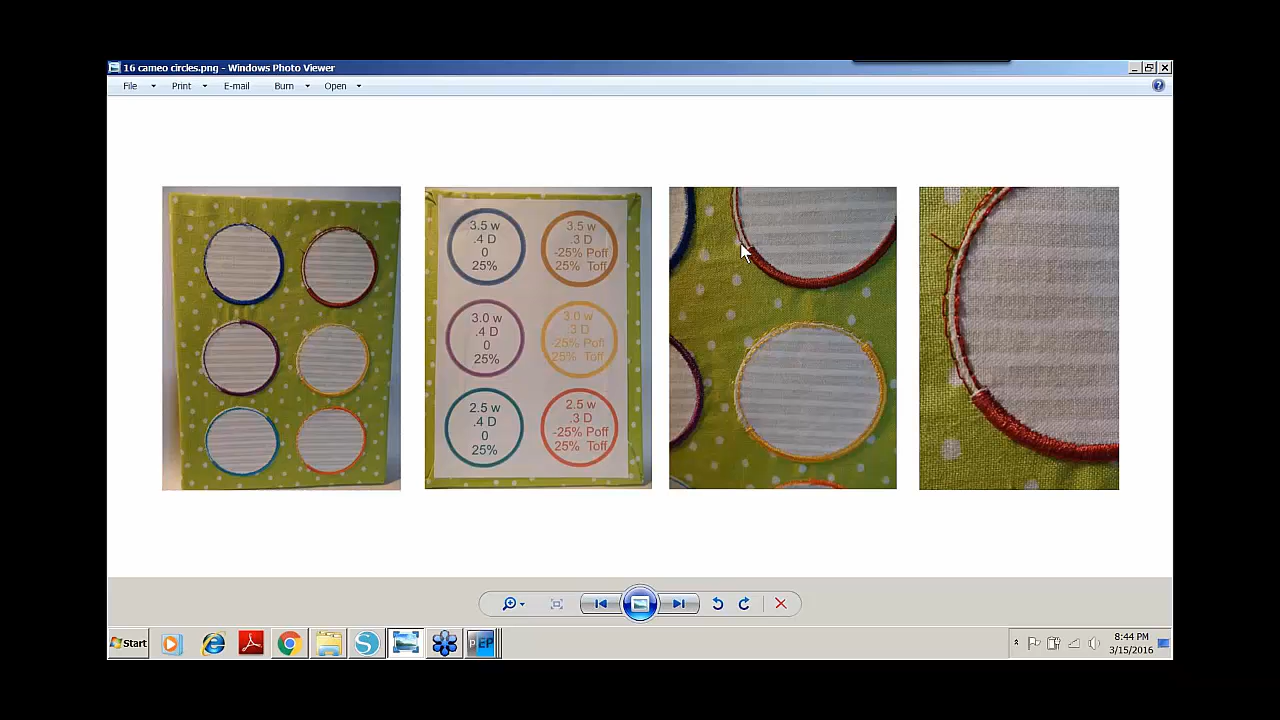 16 cameo circles.png - Windows Photo Viewer
File Print E-mail Burn Open
3.5 w
.4 D
0
25%
3.5 w
.3 D
-25% Poff
25% Toff
3.0 w
.4 D
0
25%
3.0 w
.3 D
-25% Poff
25% Toff
2.5 w
.4 D
0
25%
2.5 w
.3 D
-25% Poff
25% Toff
Start
P EP
8:44 PM
3/15/2016